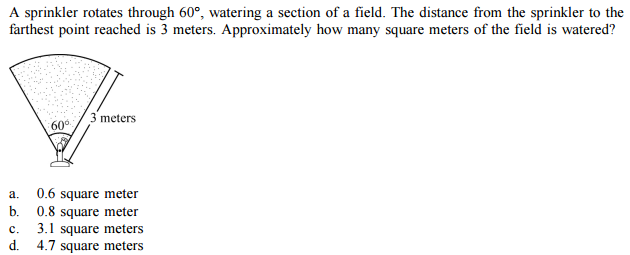 A sprinkler rotates through 60°, watering a section of a field. The distance from the sprinkler to the
farthest point reached is 3 meters. Approximately how many square meters of the field is watered?
3 meters
60°
a. 0.6 square meter
b. 0.8 square meter
c. 3.1 square meters
d. 4.7 square meters